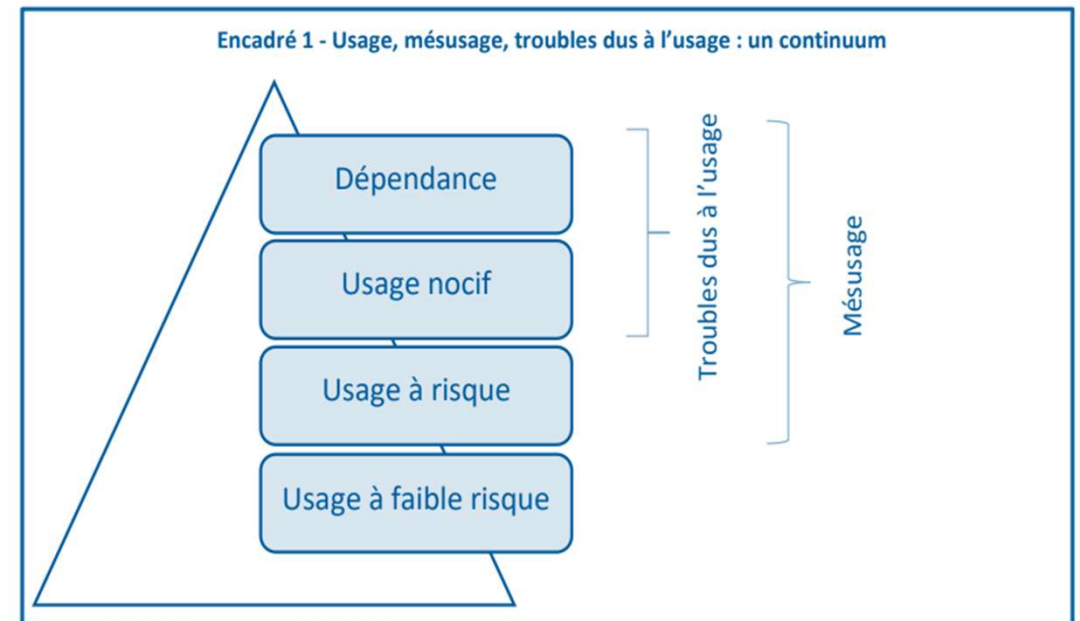 Encadré 1 - Usage, mésusage, troubles dus à l'usage : un continuum
Dépendance
Usage nocif
Usage à risque
Usage à faible risque
Troubles dus à l'usage
Mésusage